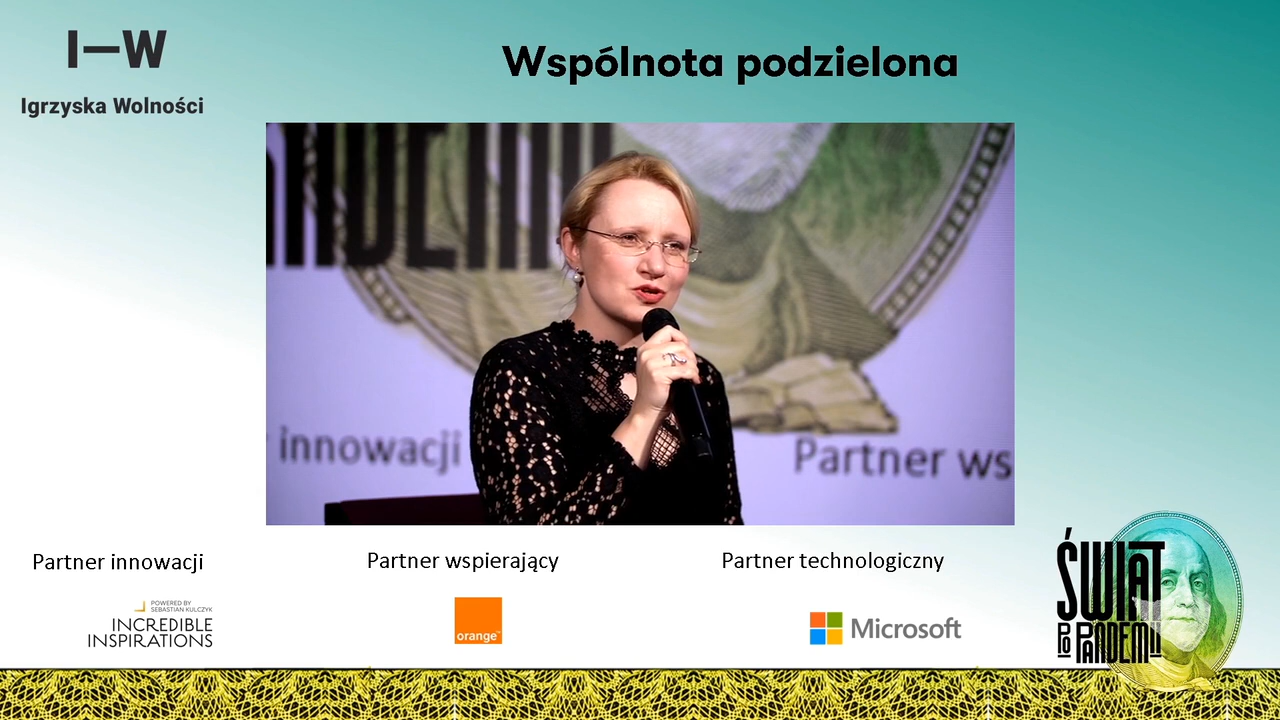 I—W
Igrzyska Wolności
Wspólnota podzielona
innowacji
Partner ws
Partner innowacji
Partner wspierający
Partner technologiczny
POWERED BY
SEBASTIAN KULCZYK
INCREDIBLE
INSPIRATIONS
orange™
Microsoft
ŚWIAT
PO PANDEMII